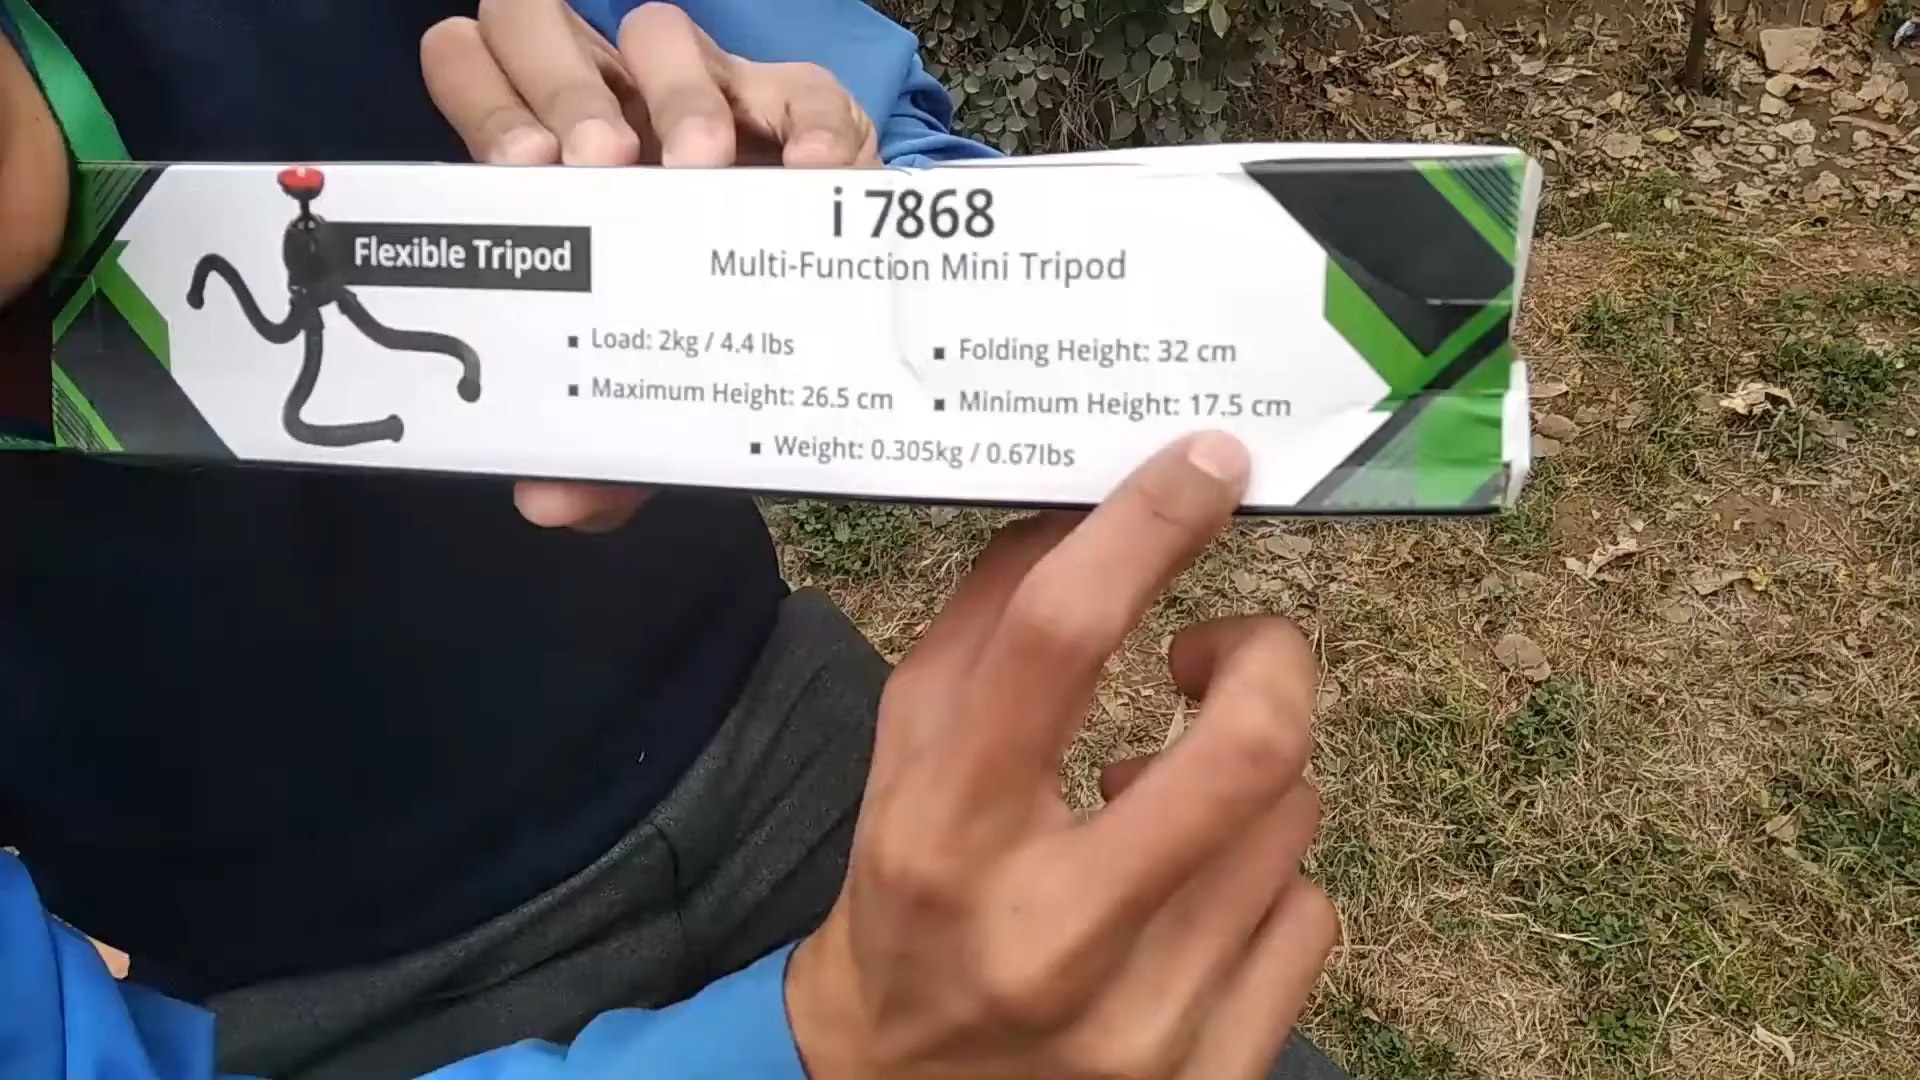 i 7868
Flexible Tripod
Multi-Function Mini Tripod
▪ Load: 2kg / 4.4 lbs
▪ Folding Height: 32 cm
▪ Maximum Height: 26.5 cm
▪ Minimum Height: 17.5 cm
▪ Weight: 0.305kg / 0.67lbs